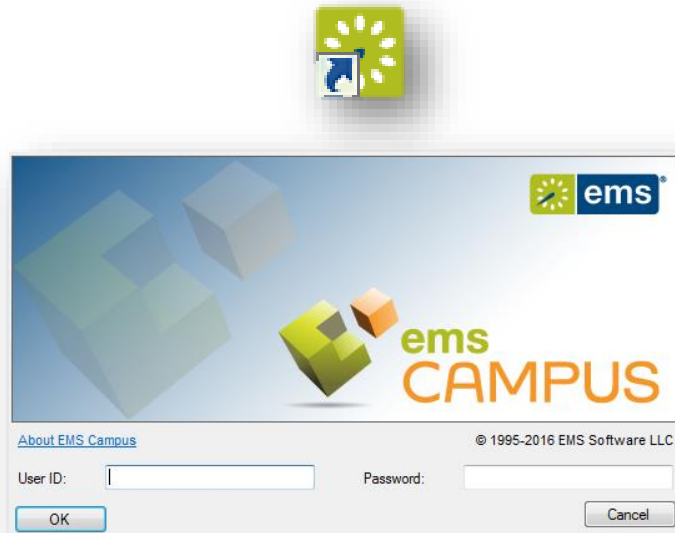 ems®
ems
CAMPUS
About EMS Campus
© 1995-2016 EMS Software LLC
User ID:
Password:
OK
Cancel